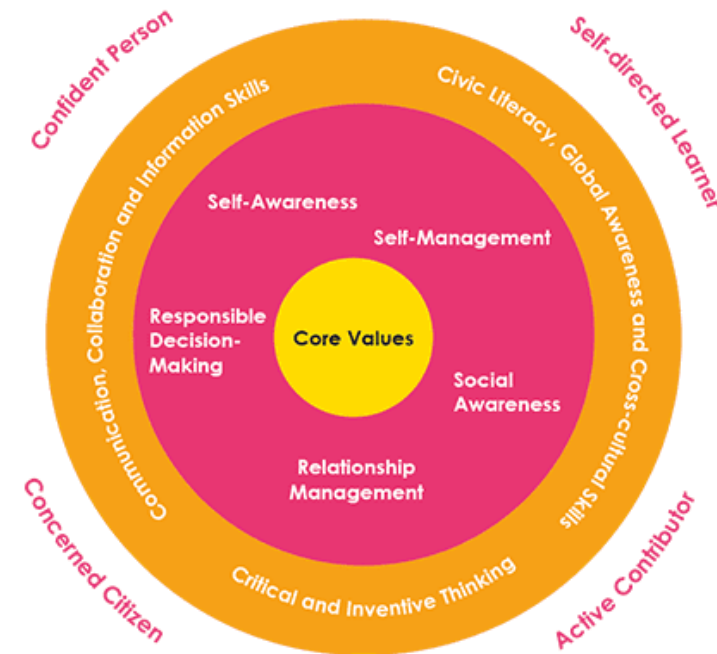 Confident Person
Self-directed Learner
Communication, Collaboration and Information Skills
Civic Literacy, Global Awareness and Cross-cultural Skills
Self-Awareness
Self-Management
Responsible
Decision-
Making
Core Values
Social
Awareness
Relationship
Management
Critical and Inventive Thinking
Concerned Citizen
Active Contributor